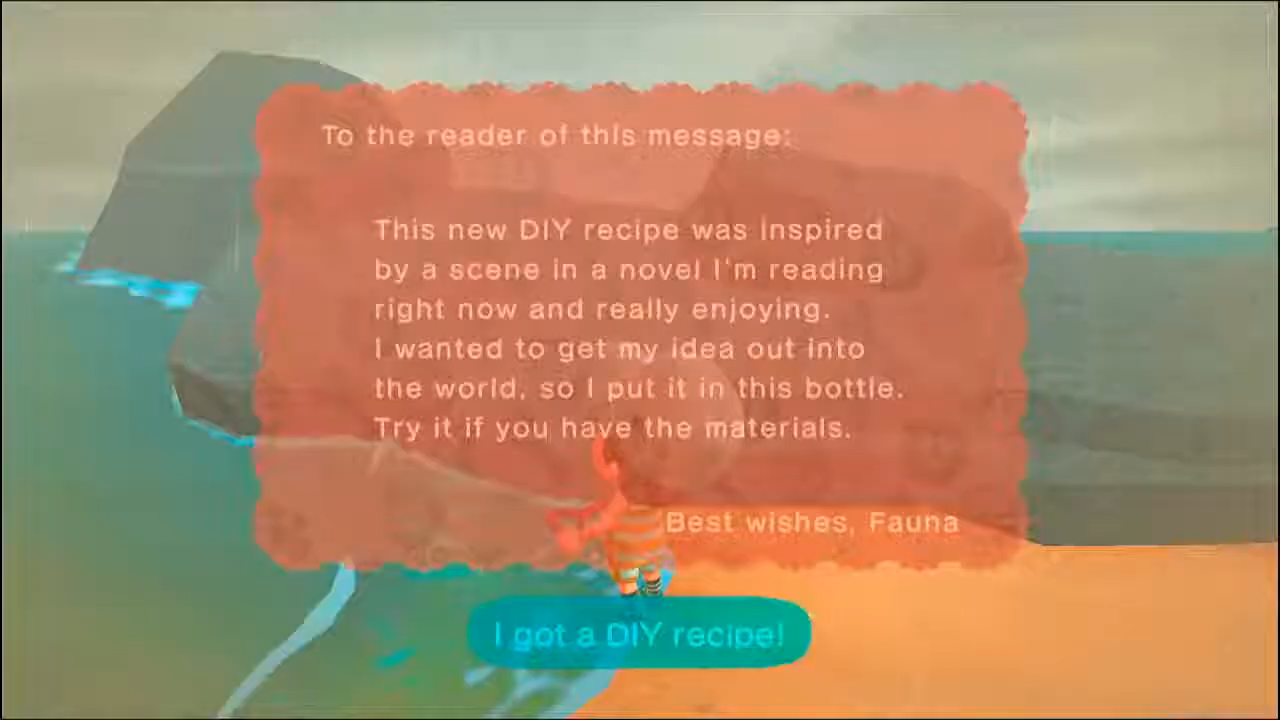 To the reader of this message:
This new DIY recipe was inspired
by a scene in a novel I'm reading
right now and really enjoying.
I wanted to get my idea out into
the world, so I put it in this bottle.
Try it if you have the materials.
Best wishes, Fauna
I got a DIY recipe!